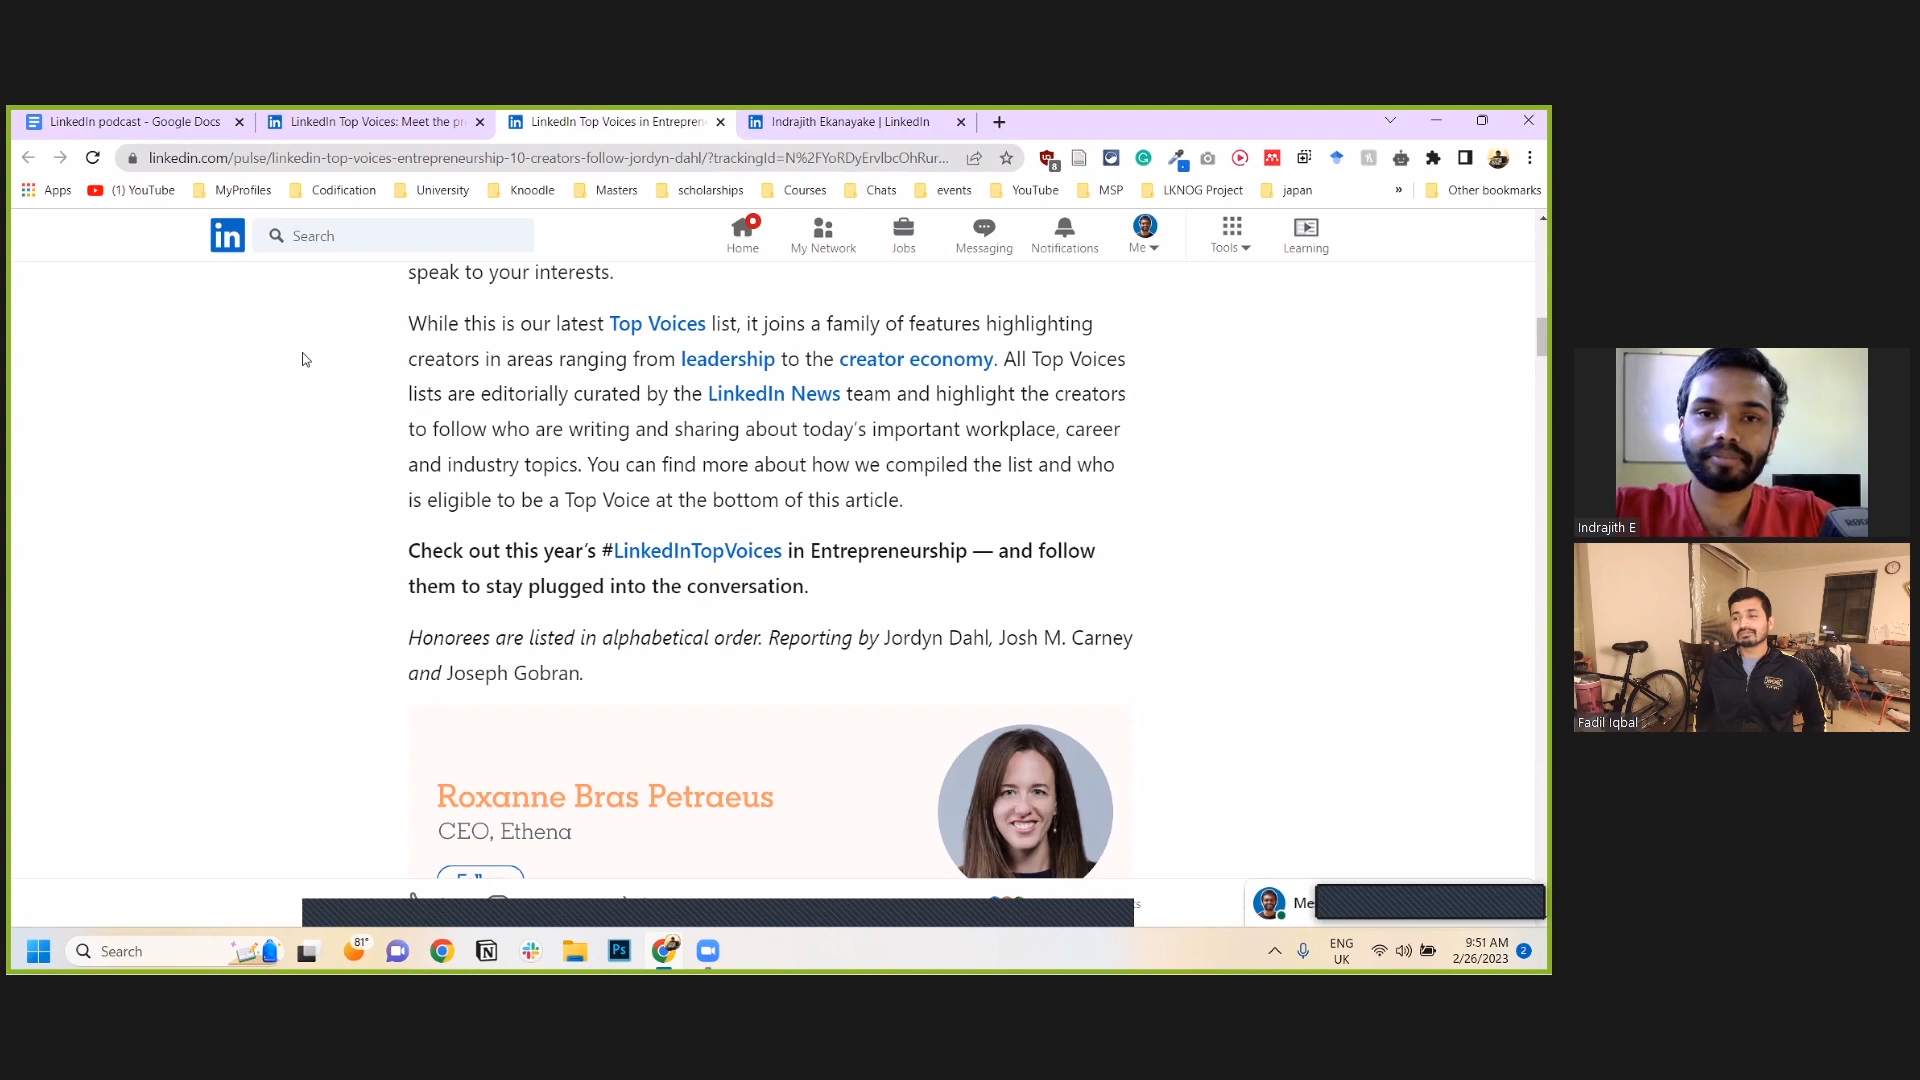 LinkedIn podcast - Google Docs
LinkedIn Top Voices: Meet the pr
LinkedIn Top Voices in Entrepren
Indrajith Ekanayake | LinkedIn
linkedin.com/pulse/linkedin-top-voices-entrepreneurship-10-creators-follow-jordyn-dahl/?trackingId=N%2FYoRDyErvlbcOhRur...
8
Apps
(1) YouTube
MyProfiles
Codification
University
Knoodle
Masters
scholarships
Courses
Chats
events
YouTube
MSP
LKNOG Project
japan
»
Other bookmarks
in
Search
Home
My Network
Jobs
Messaging
Notifications
Me
Tools
Learning
speak to your interests.
While this is our latest Top Voices list, it joins a family of features highlighting
creators in areas ranging from leadership to the creator economy. All Top Voices
lists are editorially curated by the LinkedIn News team and highlight the creators
to follow who are writing and sharing about today's important workplace, career
and industry topics. You can find more about how we compiled the list and who
is eligible to be a Top Voice at the bottom of this article.
Check out this year's #LinkedInTopVoices in Entrepreneurship — and follow
them to stay plugged into the conversation.
Honorees are listed in alphabetical order. Reporting by Jordyn Dahl, Josh M. Carney
and Joseph Gobran.
Roxanne Bras Petraeus
CEO, Ethena
Me
Search
81°
Ps
ENG
UK
9:51 AM
2/26/2023
2
Indrajith E
Fadil Iqbal